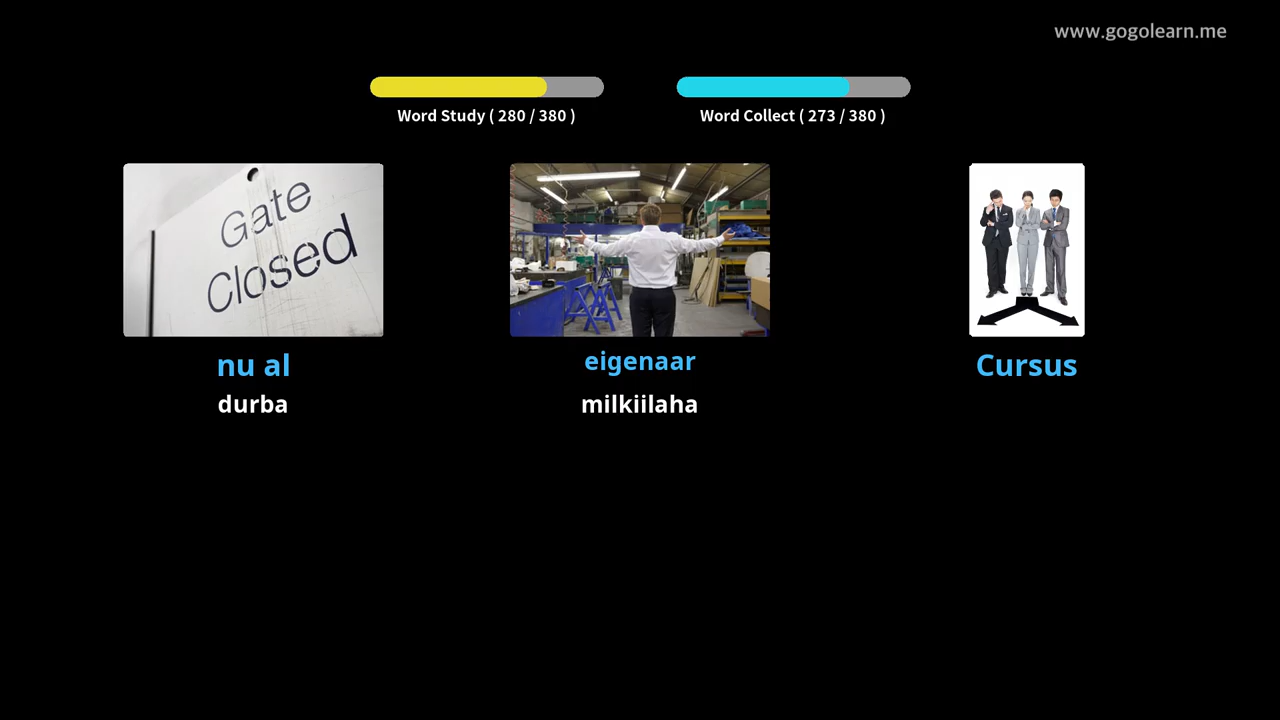 www.gogolearn.me
Word Study ( 280 / 380 )
Word Collect ( 273 / 380 )
Gate
Closed
nu al
durba
eigenaar
milkiilaha
Cursus